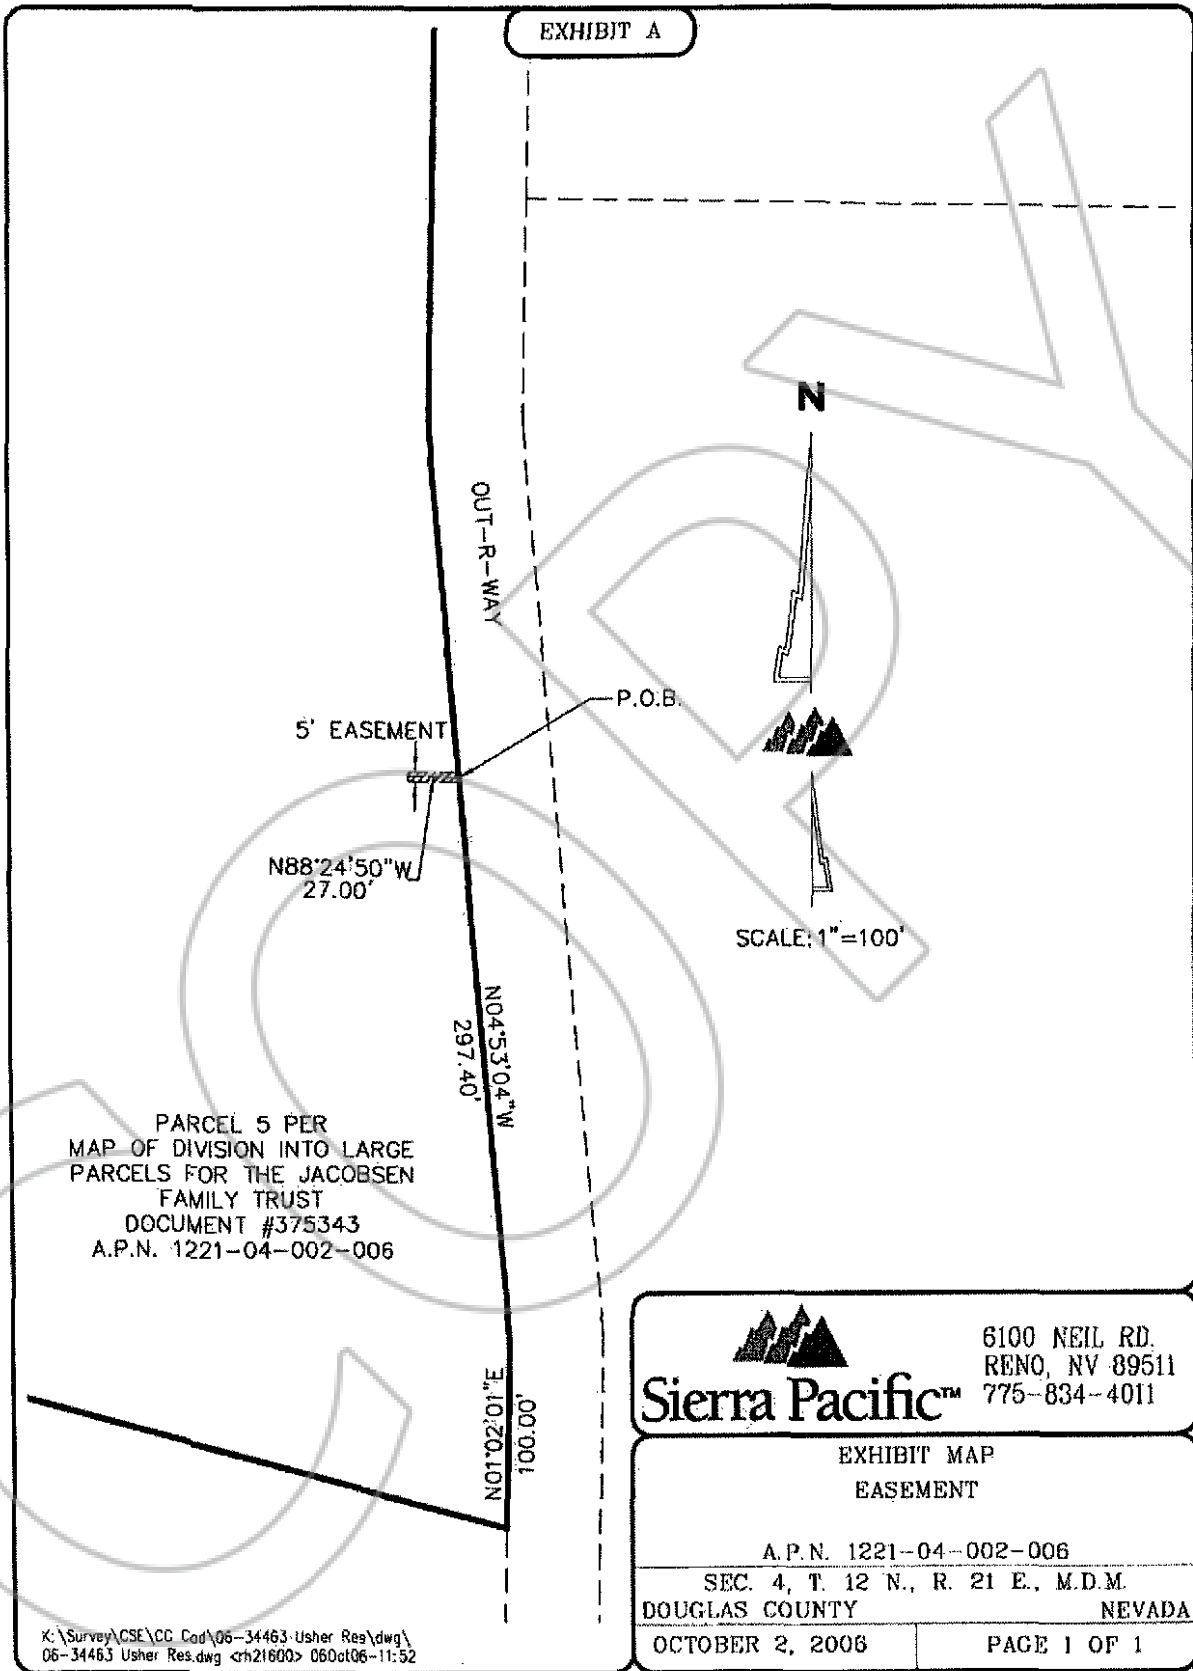 EXHIBIT A
N
OUT-R-WAY
P.O.B.
5' EASEMENT
N88°24'50"W
27.00'
SCALE: 1"=100'
N04°53'04"W
297.40'
PARCEL 5 PER
MAP OF DIVISION INTO LARGE
PARCELS FOR THE JACOBSEN
FAMILY TRUST
DOCUMENT #375343
A.P.N. 1221-04-002-006
N01°02'01"E
100.00'
Sierra Pacific™
6100 NEIL RD.
RENO, NV 89511
775-834-4011
EXHIBIT MAP
EASEMENT
A.P.N. 1221-04-002-006
SEC. 4, T. 12 N., R. 21 E., M.D.M.
DOUGLAS COUNTY NEVADA
OCTOBER 2, 2006 PAGE 1 OF 1
K:\Survey\CSE\CC Cad\06-34463 Usher Res\dwg\
06-34463 Usher Res.dwg <rh21600> 06Oct06-11:52
COPY